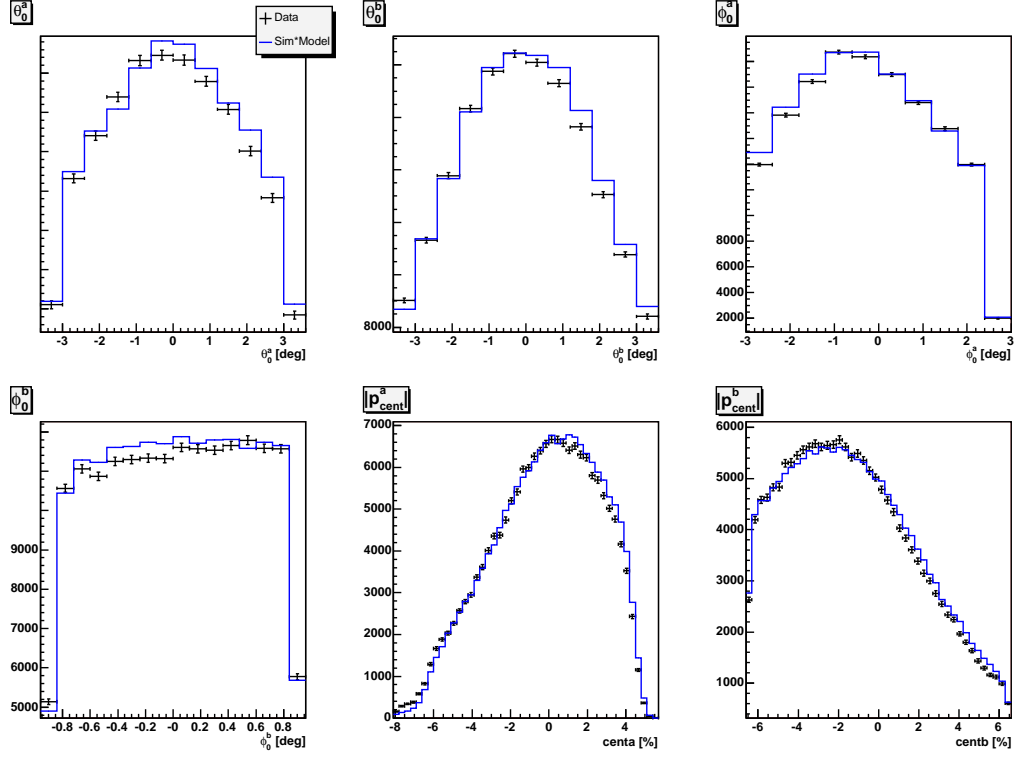 θ₀ᵃ
Data
Sim*Model
-3 -2 -1 0 1 2 3
θ₀ᵃ [deg]
θ₀ᵇ
8000
-3 -2 -1 0 1 2 3
θ₀ᵇ [deg]
ϕ₀ᵃ
8000
6000
4000
2000
-3 -2 -1 0 1 2 3
ϕ₀ᵃ [deg]
ϕ₀ᵇ
9000
8000
7000
6000
5000
-0.8 -0.6 -0.4 -0.2 -0 0.2 0.4 0.6 0.8
ϕ₀ᵇ [deg]
|pᵃcent|
7000
6000
5000
4000
3000
2000
1000
0
-8 -6 -4 -2 0 2 4 6
centa [%]
|pᵇcent|
6000
5000
4000
3000
2000
1000
-6 -4 -2 0 2 4 6
centb [%]